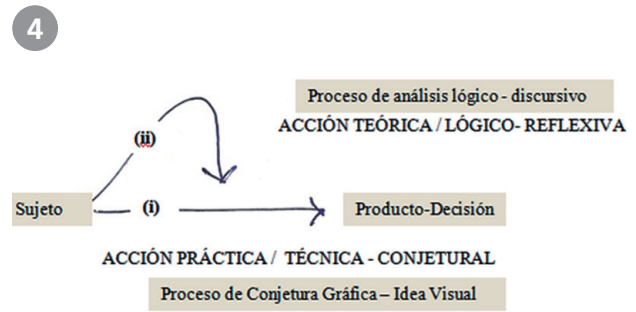 4
Proceso de análisis lógico - discursivo
ACCIÓN TEÓRICA / LÓGICO- REFLEXIVA
(ii)
Sujeto
(i)
Producto-Decisión
ACCIÓN PRÁCTICA / TÉCNICA - CONJETURAL
Proceso de Conjetura Gráfica – Idea Visual